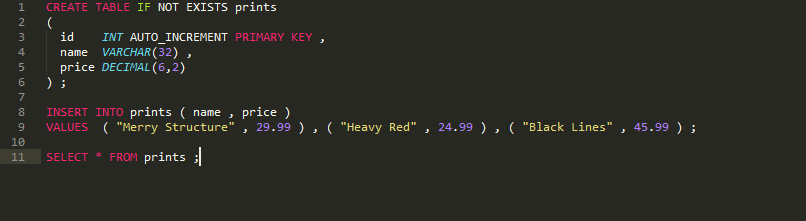 1 CREATE TABLE IF NOT EXISTS prints
2 (
3 id INT AUTO_INCREMENT PRIMARY KEY ,
4 name VARCHAR(32) ,
5 price DECIMAL(6,2)
6 ) ;
7
8 INSERT INTO prints ( name , price )
9 VALUES ( "Merry Structure" , 29.99 ) , ( "Heavy Red" , 24.99 ) , ( "Black Lines" , 45.99 ) ;
10
11 SELECT * FROM prints ;